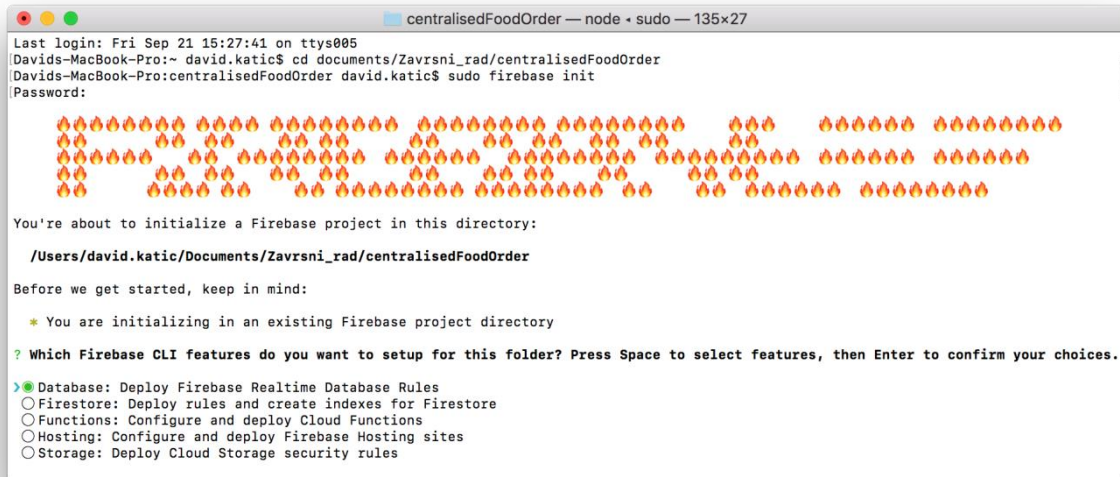 centralisedFoodOrder — node ◂ sudo — 135×27
Last login: Fri Sep 21 15:27:41 on ttys005
[Davids-MacBook-Pro:~ david.katic$ cd documents/Zavrsni_rad/centralisedFoodOrder
[Davids-MacBook-Pro:centralisedFoodOrder david.katic$ sudo firebase init
[Password:
You're about to initialize a Firebase project in this directory:
/Users/david.katic/Documents/Zavrsni_rad/centralisedFoodOrder
Before we get started, keep in mind:
* You are initializing in an existing Firebase project directory
? Which Firebase CLI features do you want to setup for this folder? Press Space to select features, then Enter to confirm your choices.
❯◉ Database: Deploy Firebase Realtime Database Rules
◯ Firestore: Deploy rules and create indexes for Firestore
◯ Functions: Configure and deploy Cloud Functions
◯ Hosting: Configure and deploy Firebase Hosting sites
◯ Storage: Deploy Cloud Storage security rules